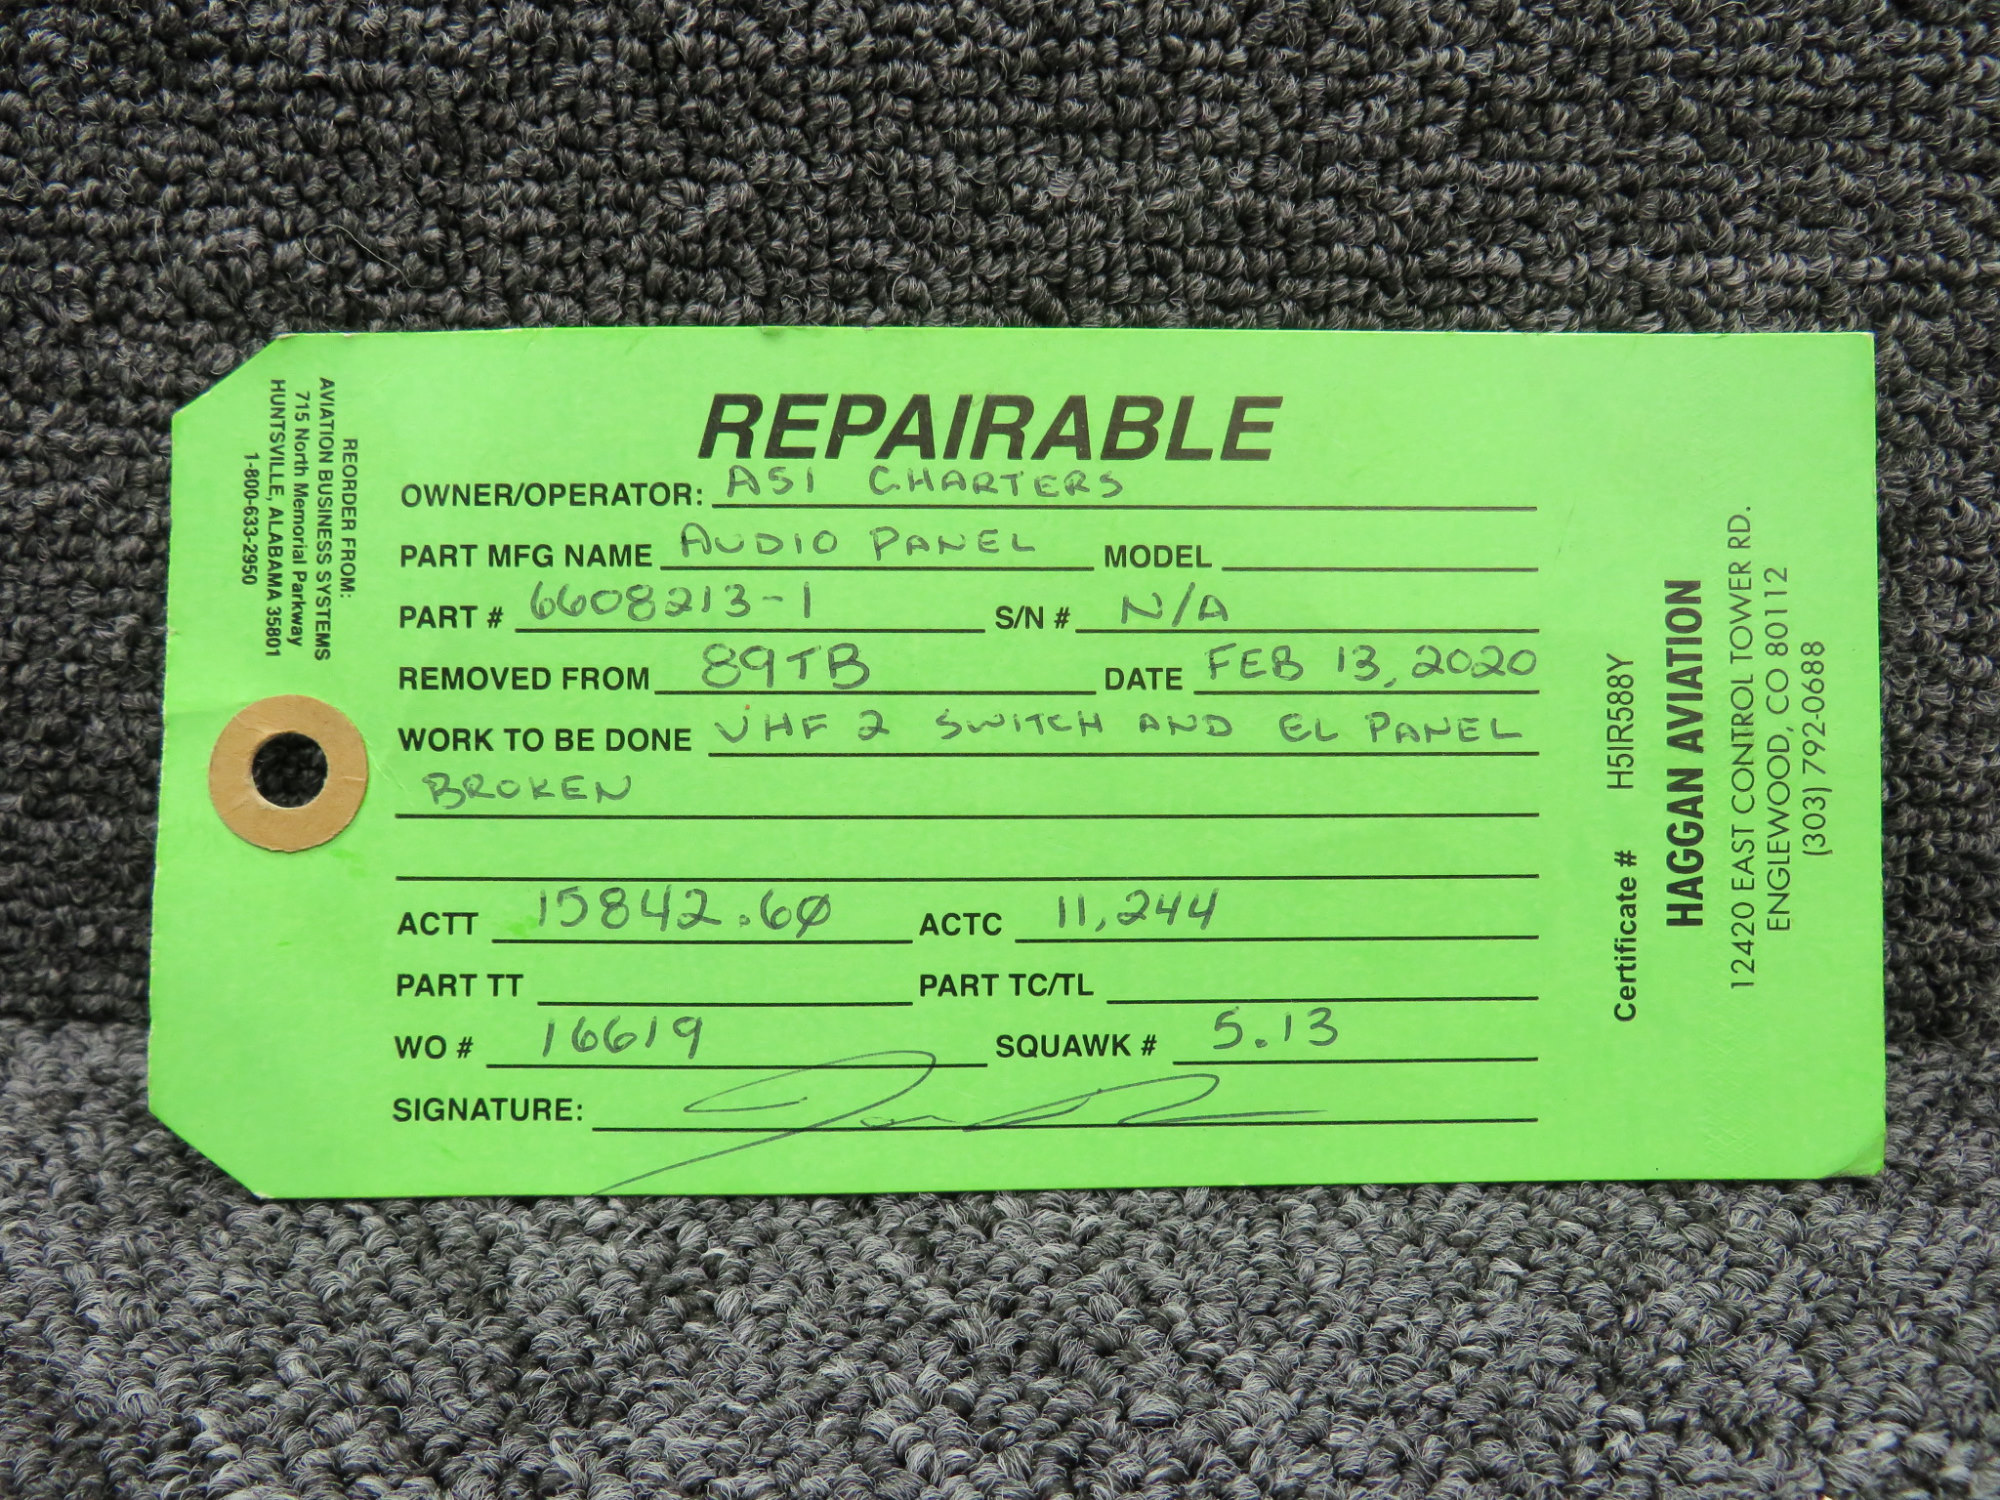 REPAIRABLE
OWNER/OPERATOR: ASI CHARTERS
PART MFG NAME AUDIO PANEL MODEL
PART # 6608213-1 S/N # N/A
REMOVED FROM 89TB DATE FEB 13, 2020
WORK TO BE DONE VHF 2 SWITCH AND EL PANEL
BROKEN
ACTT 15842.60 ACTC 11,244
PART TT PART TC/TL
WO # 16619 SQUAWK # 5.13
SIGNATURE:
REORDER FROM:
AVIATION BUSINESS SYSTEMS
715 North Memorial Parkway
HUNTSVILLE, ALABAMA 35801
1-800-633-2950
Certificate # H5IR588Y
HAGGAN AVIATION
12420 EAST CONTROL TOWER RD.
ENGLEWOOD, CO 80112
(303) 792-0688